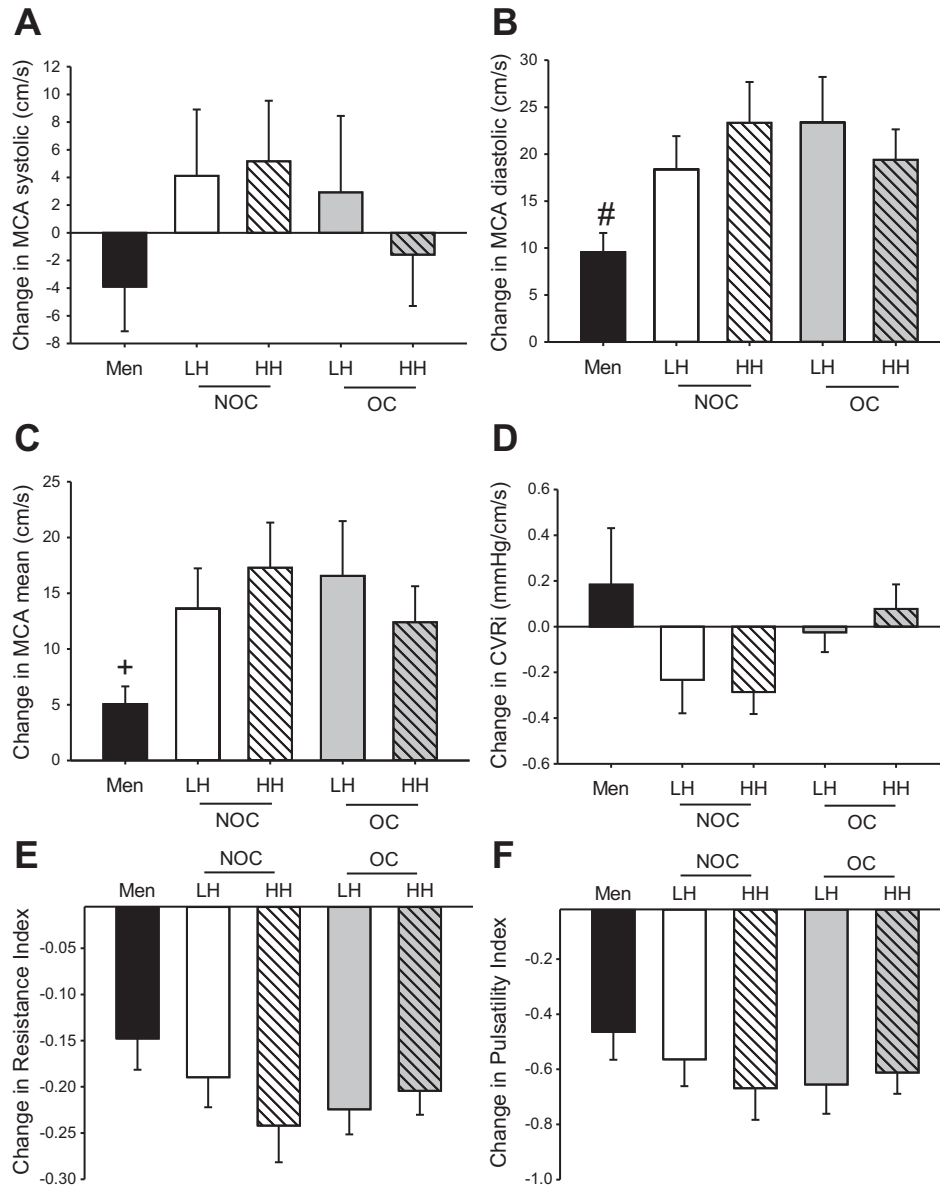 A
Change in MCA systolic (cm/s)
12
10
8
6
4
2
0
-2
-4
-6
-8
Men LH HH LH HH
NOC OC
B
Change in MCA diastolic (cm/s)
30
25
20
15
10
5
0
#
Men LH HH LH HH
NOC OC
C
Change in MCA mean (cm/s)
25
20
15
10
5
0
+
Men LH HH LH HH
NOC OC
D
Change in CVRi (mmHg/cm/s)
0.6
0.4
0.2
0.0
-0.2
-0.4
-0.6
Men LH HH LH HH
NOC OC
E
NOC OC
Men LH HH LH HH
Change in Resistance Index
-0.05
-0.10
-0.15
-0.20
-0.25
-0.30
F
NOC OC
Men LH HH LH HH
Change in Pulsatility Index
-0.2
-0.4
-0.6
-0.8
-1.0